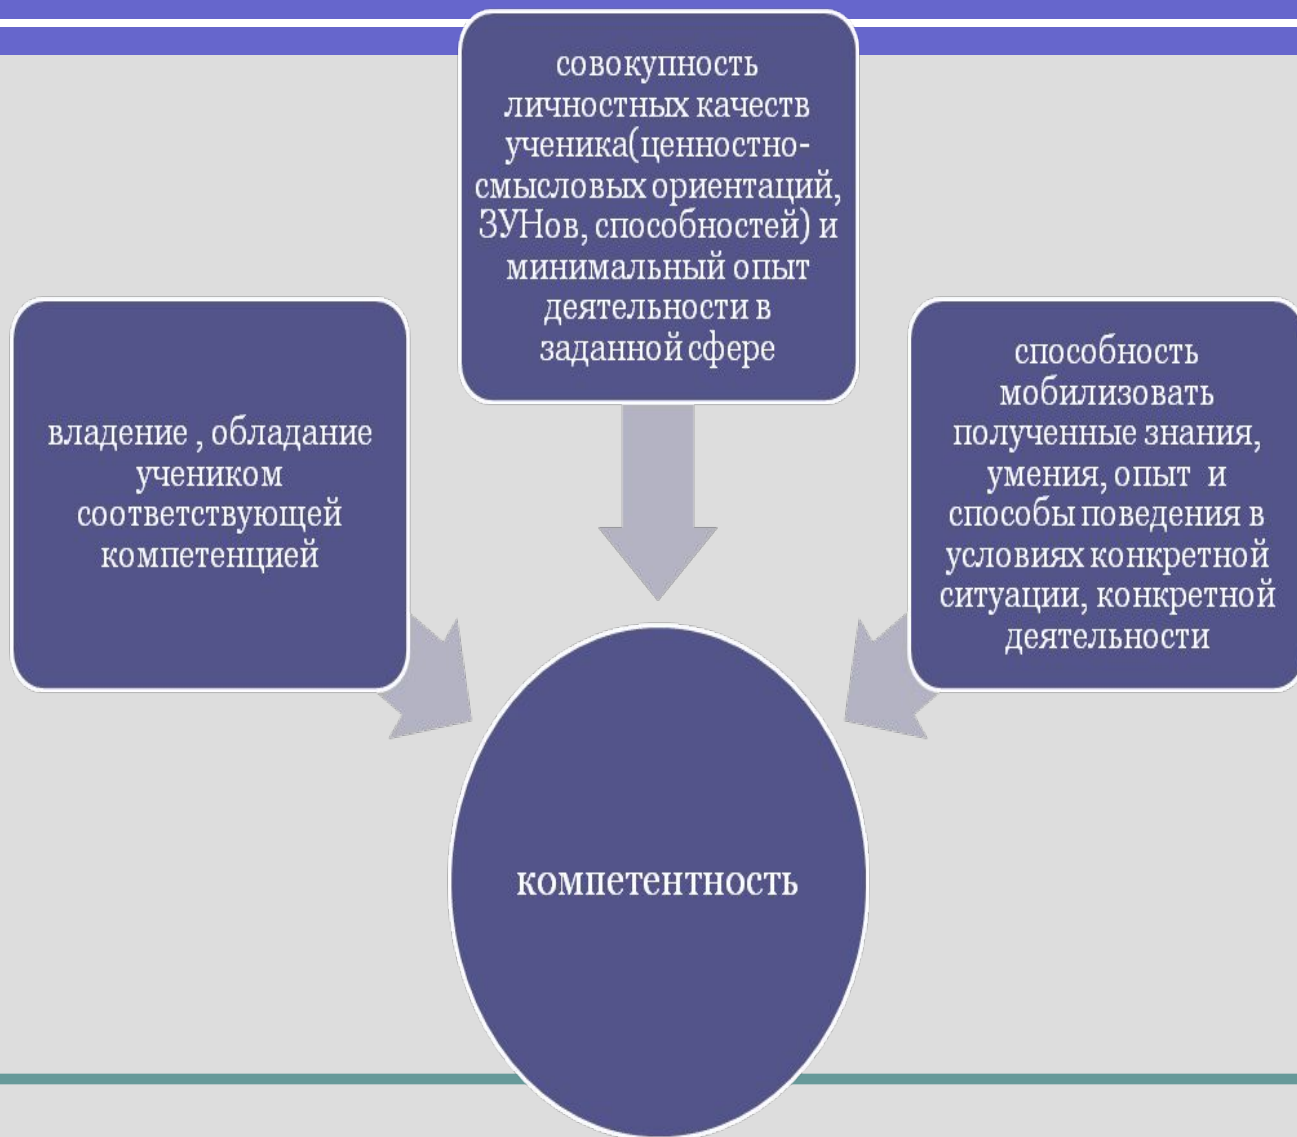 совокупность
личностных качеств
ученика(ценностно-
смысловых ориентаций,
ЗУНов, способностей) и
минимальный опыт
деятельности в
заданной сфере
владение , обладание
учеником
соответствующей
компетенцией
способность
мобилизовать
полученные знания,
умения, опыт и
способы поведения в
условиях конкретной
ситуации, конкретной
деятельности
компетентность